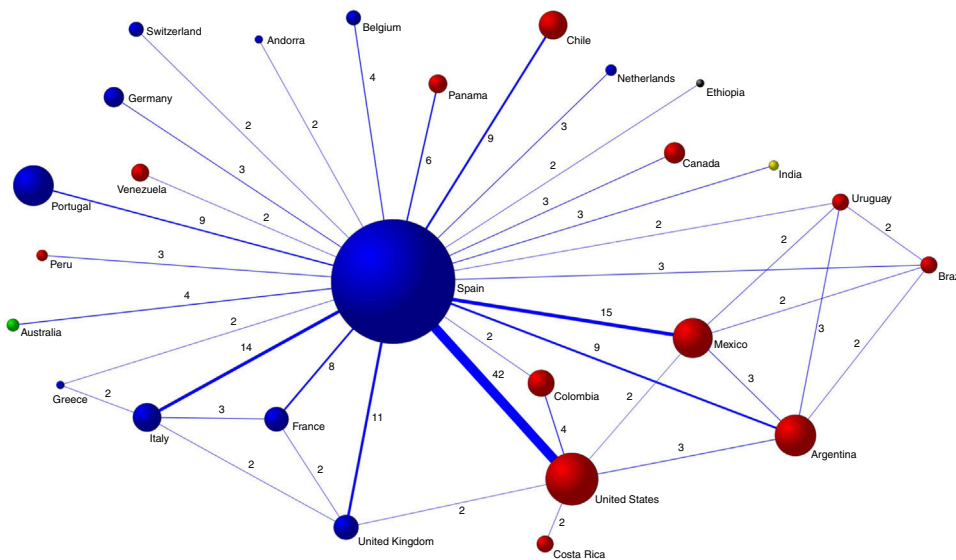 Belgium
Switzerland
Andorra
Chile
4
Netherlands
Panama
Ethiopia
Germany
2
2
3
9
6
2
Canada
India
3
Venezuela
Uruguay
3
3
Portugal
2
9
2
2
2
3
Peru
3
Braz
Spain
4
2
15
Australia
2
14
9
3
2
Mexico
2
8
42
3
Greece
2
Colombia
2
3
11
4
Italy
France
3
Argentina
2
2
United States
2
2
United Kingdom
Costa Rica